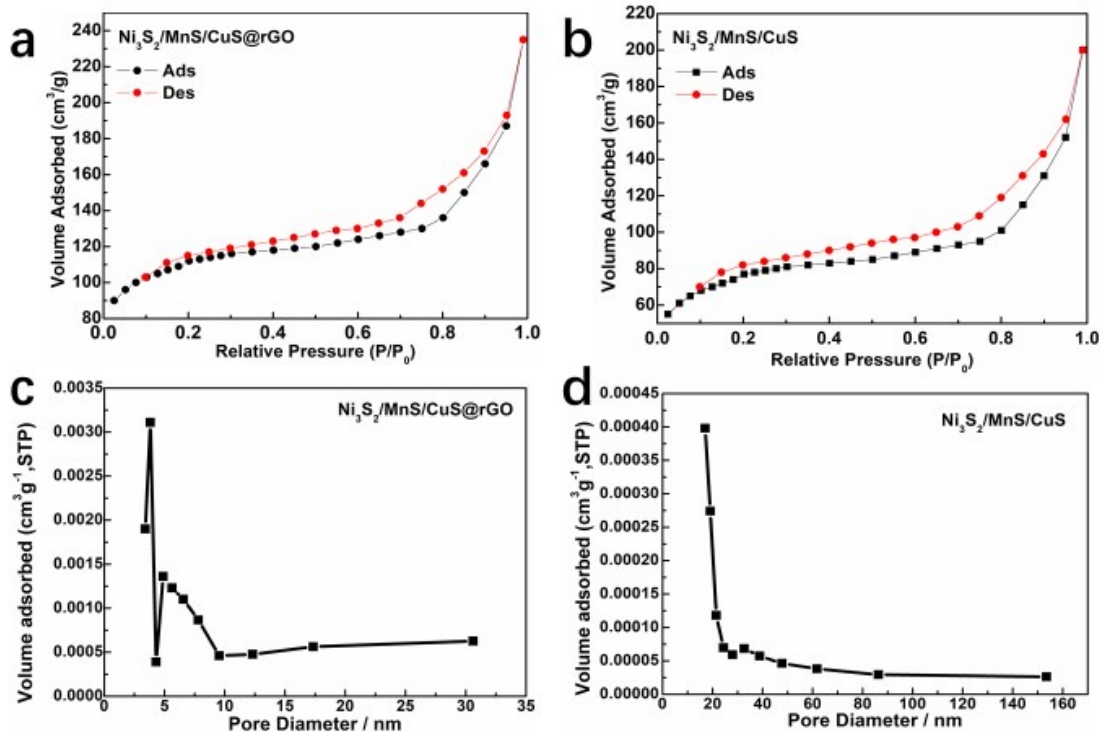 a
Ni₃S₂/MnS/CuS@rGO
Ads
Des
Volume Adsorbed (cm³/g)
240
220
200
180
160
140
120
100
80
0.0 0.2 0.4 0.6 0.8 1.0
Relative Pressure (P/P₀)
b
Ni₃S₂/MnS/CuS
Ads
Des
Volume Adsorbed (cm³/g)
200
180
160
140
120
100
80
60
0.0 0.2 0.4 0.6 0.8 1.0
Relative Pressure (P/P₀)
c
Ni₃S₂/MnS/CuS@rGO
Volume adsorbed (cm³g⁻¹,STP)
0.0035
0.0030
0.0025
0.0020
0.0015
0.0010
0.0005
0.0000
0 5 10 15 20 25 30 35
Pore Diameter / nm
d
Ni₃S₂/MnS/CuS
Volume adsorbed (cm³g⁻¹,STP)
0.00045
0.00040
0.00035
0.00030
0.00025
0.00020
0.00015
0.00010
0.00005
0.00000
0 20 40 60 80 100 120 140 160
Pore Diameter / nm